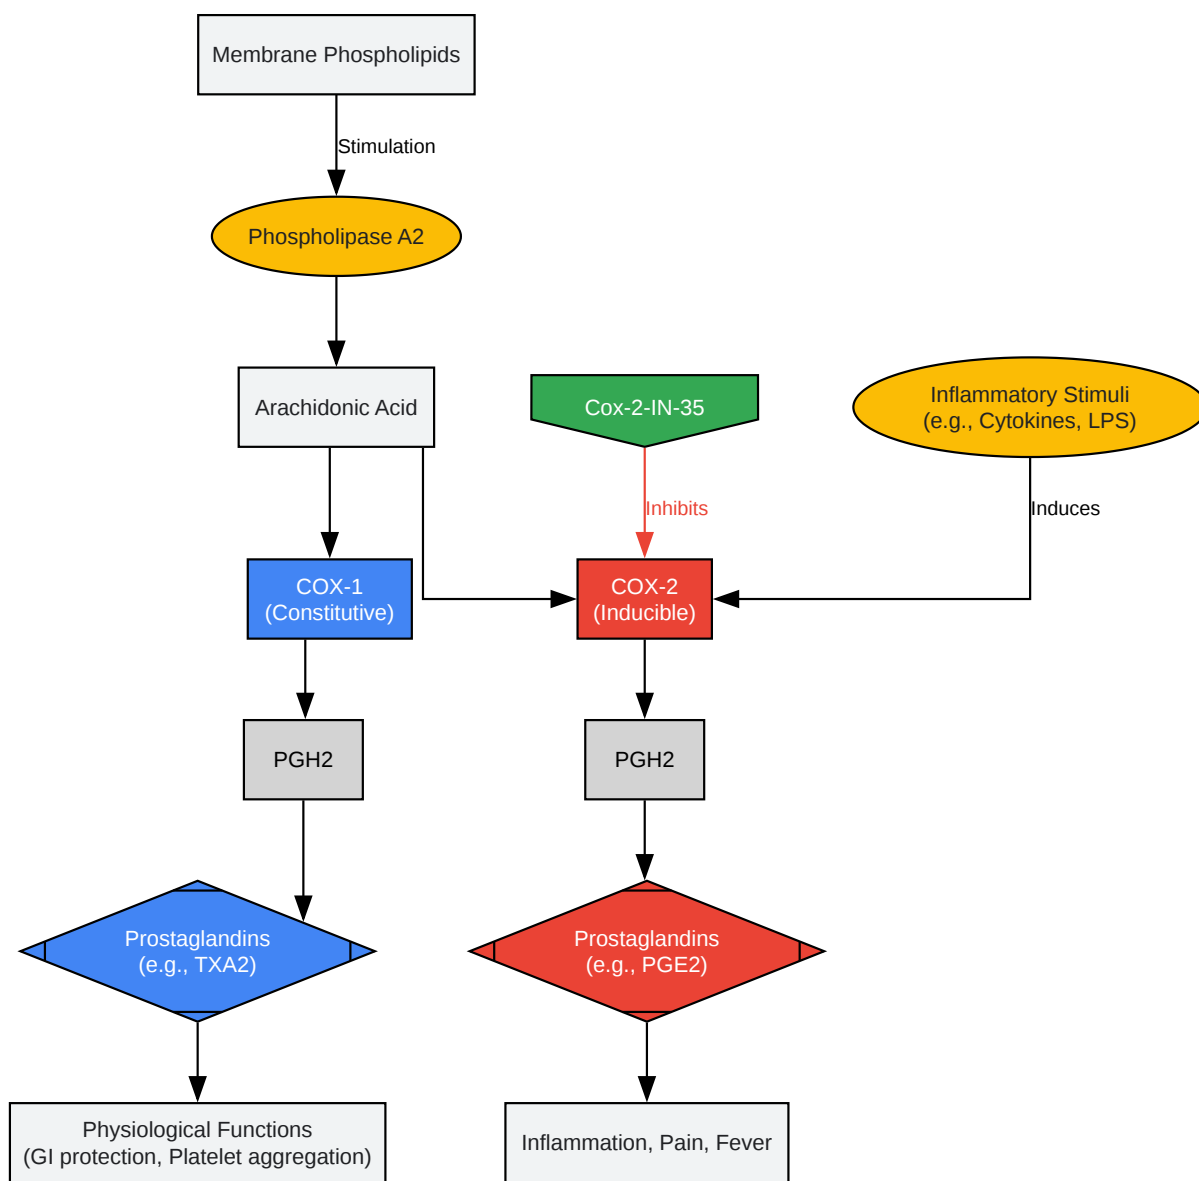 Membrane Phospholipids
Stimulation
Phospholipase A2
Arachidonic Acid
Cox-2-IN-35
Inflammatory Stimuli
(e.g., Cytokines, LPS)
Inhibits
Induces
COX-1
(Constitutive)
COX-2
(Inducible)
PGH2
PGH2
Prostaglandins
(e.g., TXA2)
Prostaglandins
(e.g., PGE2)
Physiological Functions
(GI protection, Platelet aggregation)
Inflammation, Pain, Fever